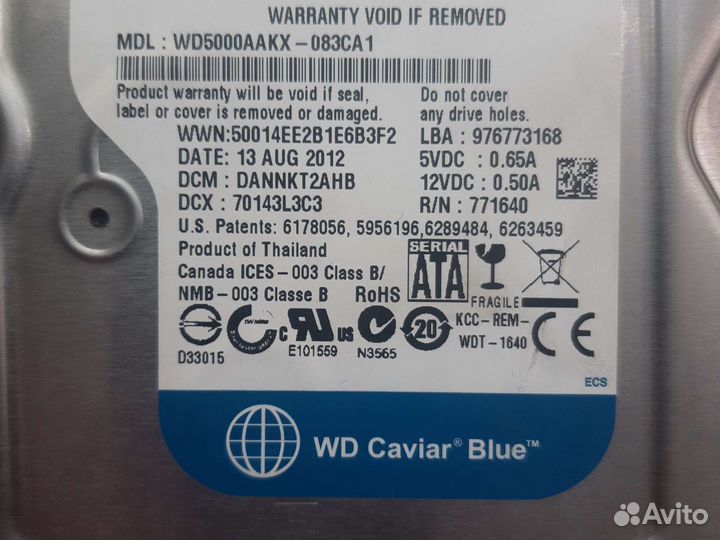 WARRANTY VOID IF REMOVED
MDL : WD5000AAKX-083CA1
Product warranty will be void if seal,
label or cover is removed or damaged.
Do not cover
any drive holes.
WWN:50014EE2B1E6B3F2
LBA : 976773168
DATE: 13 AUG 2012
5VDC : 0.65A
DCM : DANNKT2AHB
12VDC : 0.50A
DCX : 70143L3C3
R/N : 771640
U.S. Patents: 6178056, 5956196,6289484, 6263459
Product of Thailand
Canada ICES-003 Class B/
NMB-003 Classe B
RoHS
SERIAL
ATA
FRAGILE
D33015
c
us
E101559
N3565
20
KCC-REM-
WDT-1640
CE
ECS
WD Caviar® Blue™
Avito